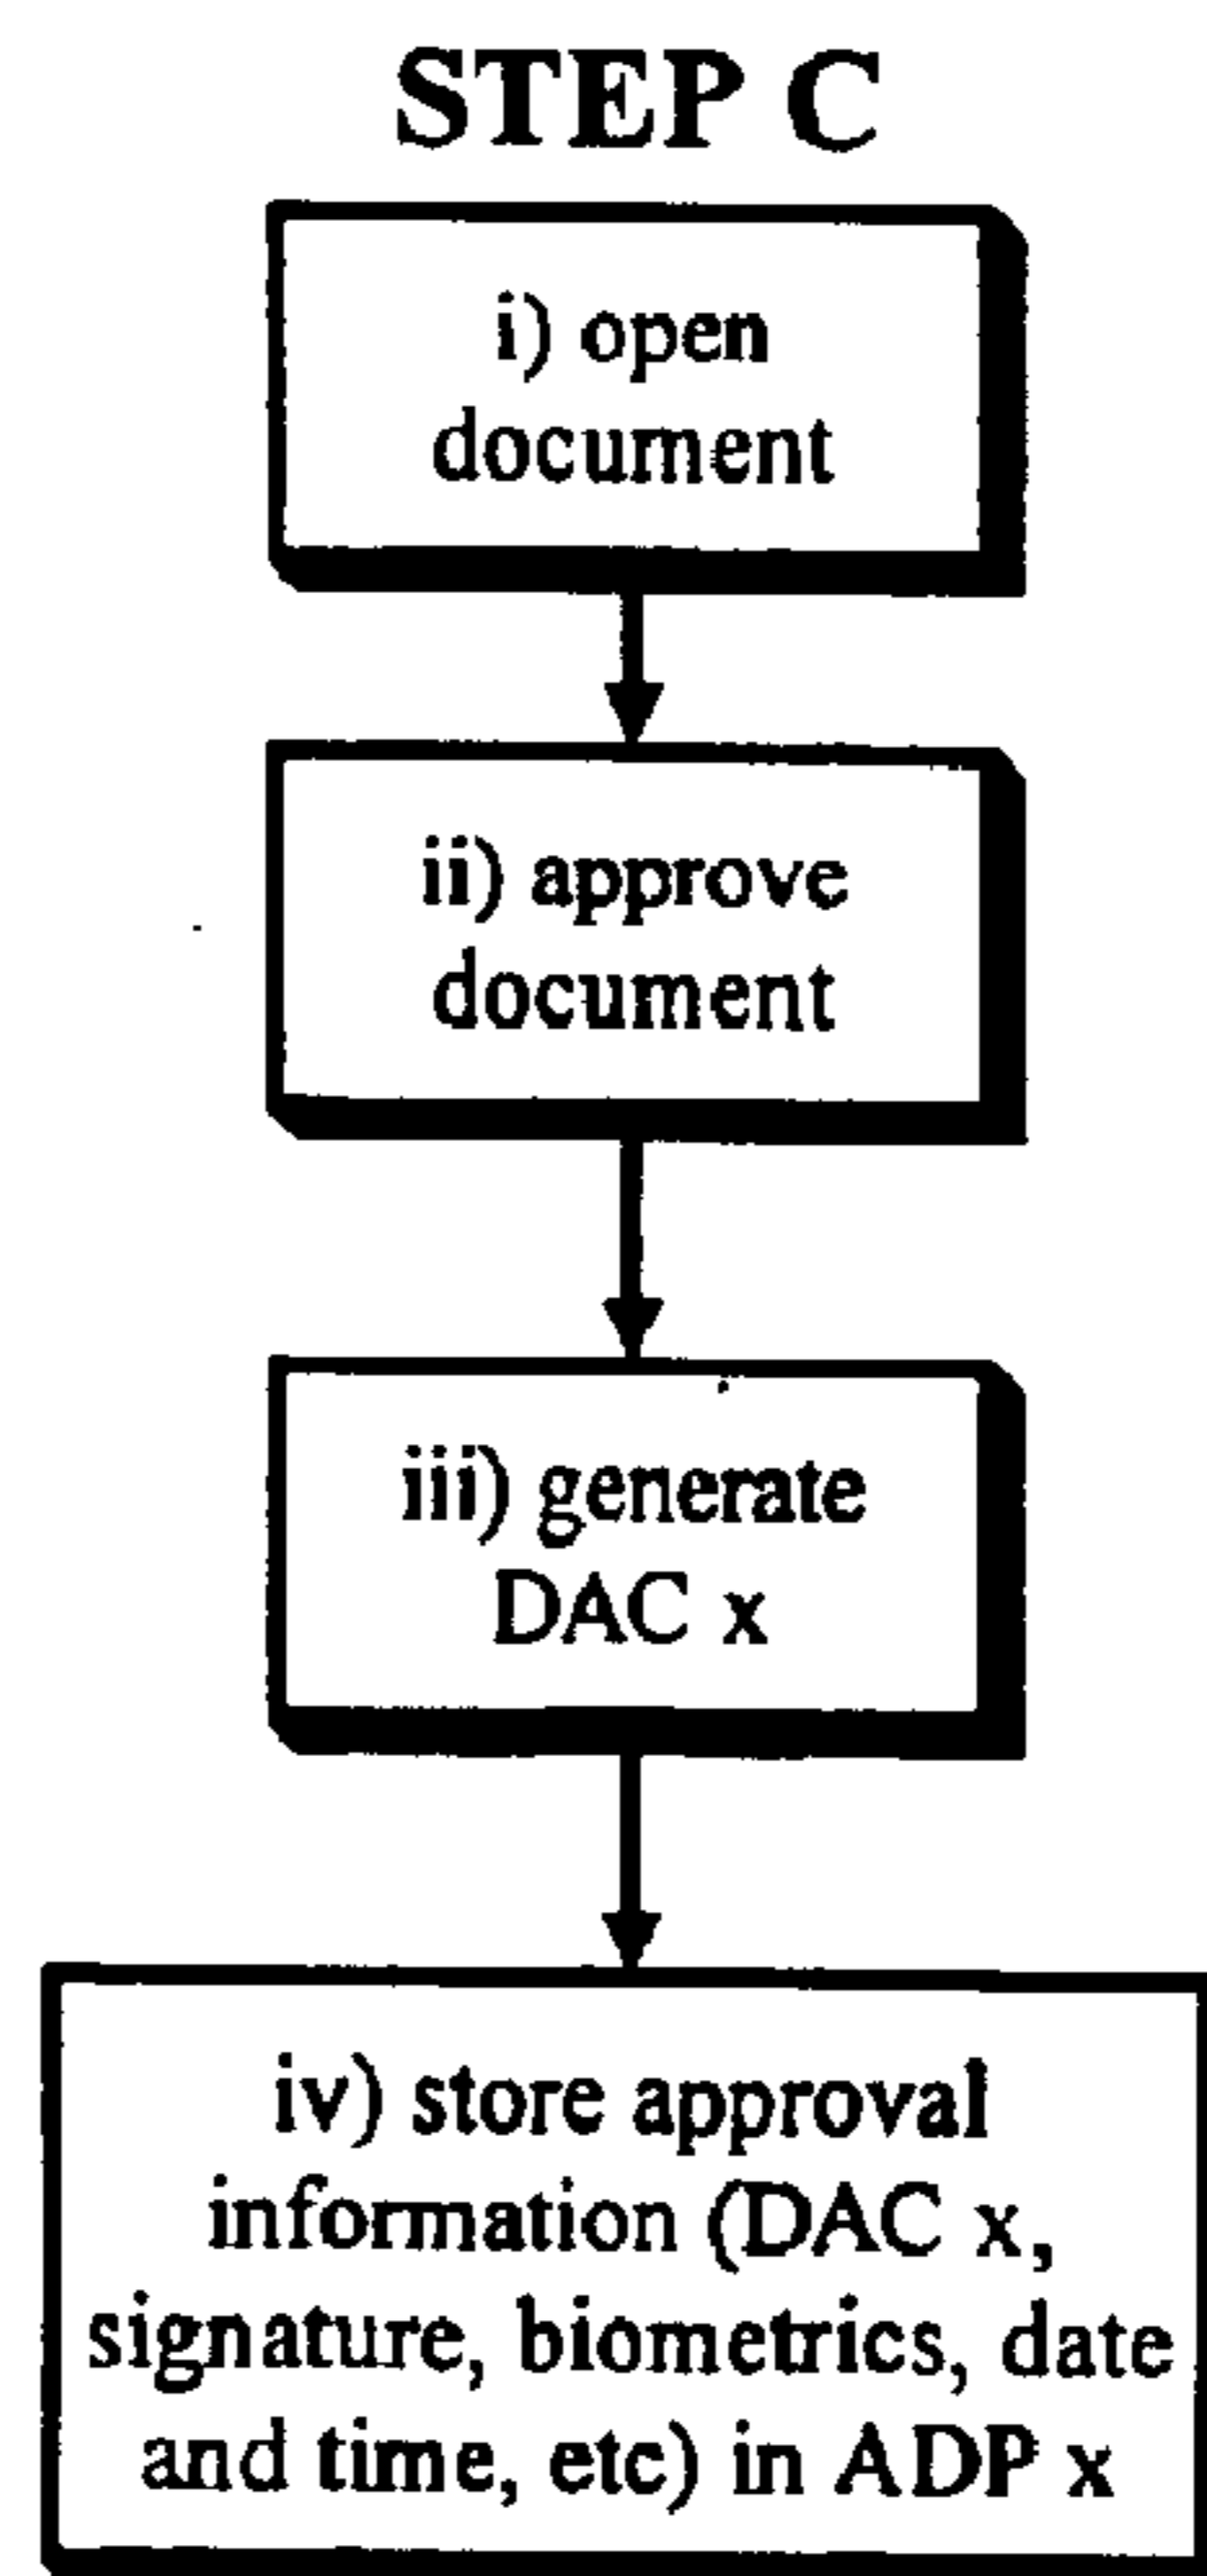 STEP C
i) open
document
ii) approve
document
iii) generate
DAC x
iv) store approval
information (DAC x,
signature, biometrics, date
and time, etc) in ADP x